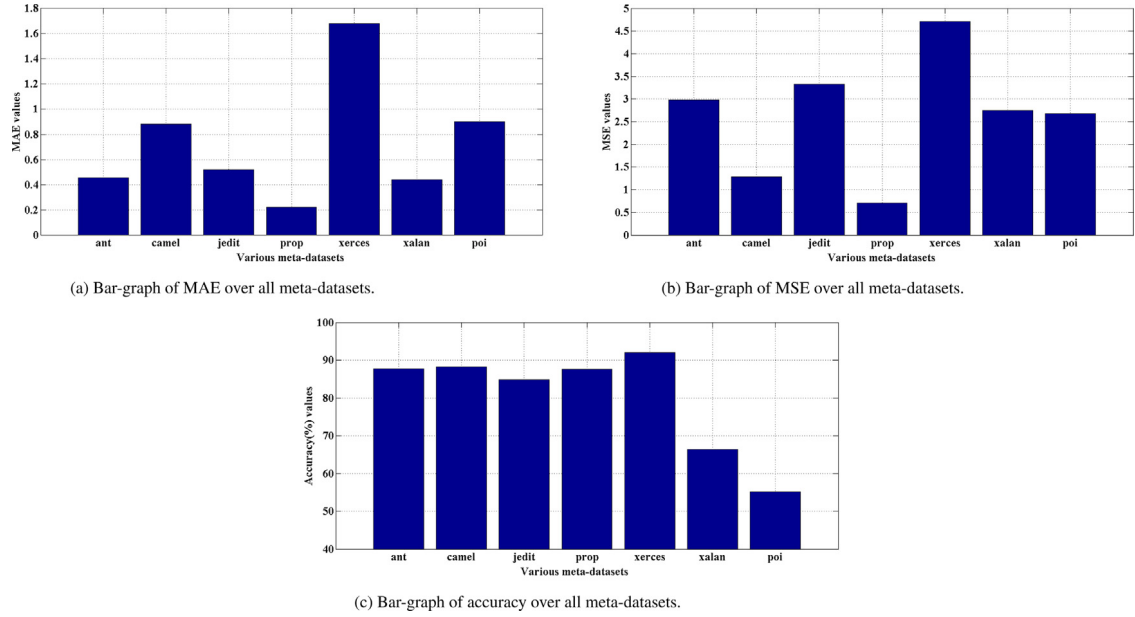 1.8
1.6
1.4
1.2
1
0.8
0.6
0.4
0.2
0
MAE values
ant camel jedit prop xerces xalan poi
Various meta-datasets
(a) Bar-graph of MAE over all meta-datasets.
5
4.5
4
3.5
3
2.5
2
1.5
1
0.5
0
MSE values
ant camel jedit prop xerces xalan poi
Various meta-datasets
(b) Bar-graph of MSE over all meta-datasets.
100
90
80
70
60
50
40
Accuracy(%) values
ant camel jedit prop xerces xalan poi
Various meta-datasets
(c) Bar-graph of accuracy over all meta-datasets.